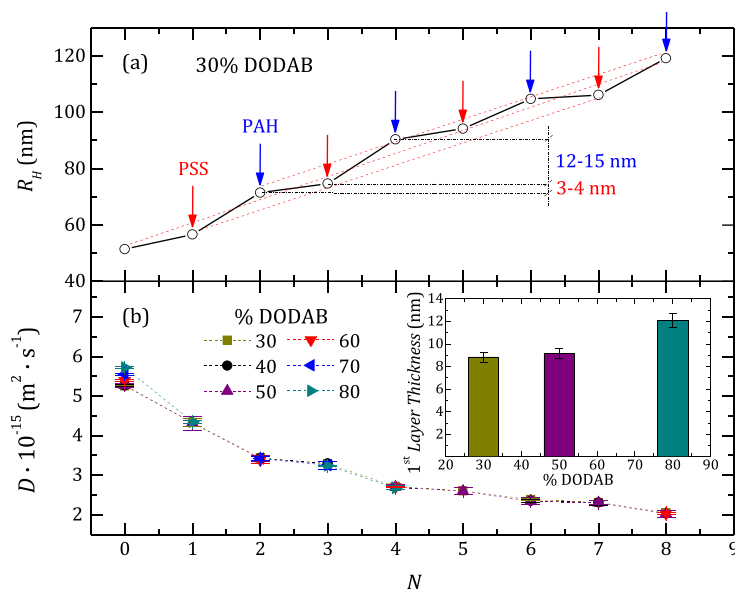 (a)
30% DODAB
R_H (nm)
120
100
80
60
40
PSS
PAH
12-15 nm
3-4 nm
(b)
% DODAB
30
60
40
70
50
80
D · 10^-15 (m^2 · s^-1)
7
6
5
4
3
2
0 1 2 3 4 5 6 7 8 9
N
1^st Layer Thickness (nm)
14
12
10
8
6
4
2
20 30 40 50 60 70 80 90
% DODAB